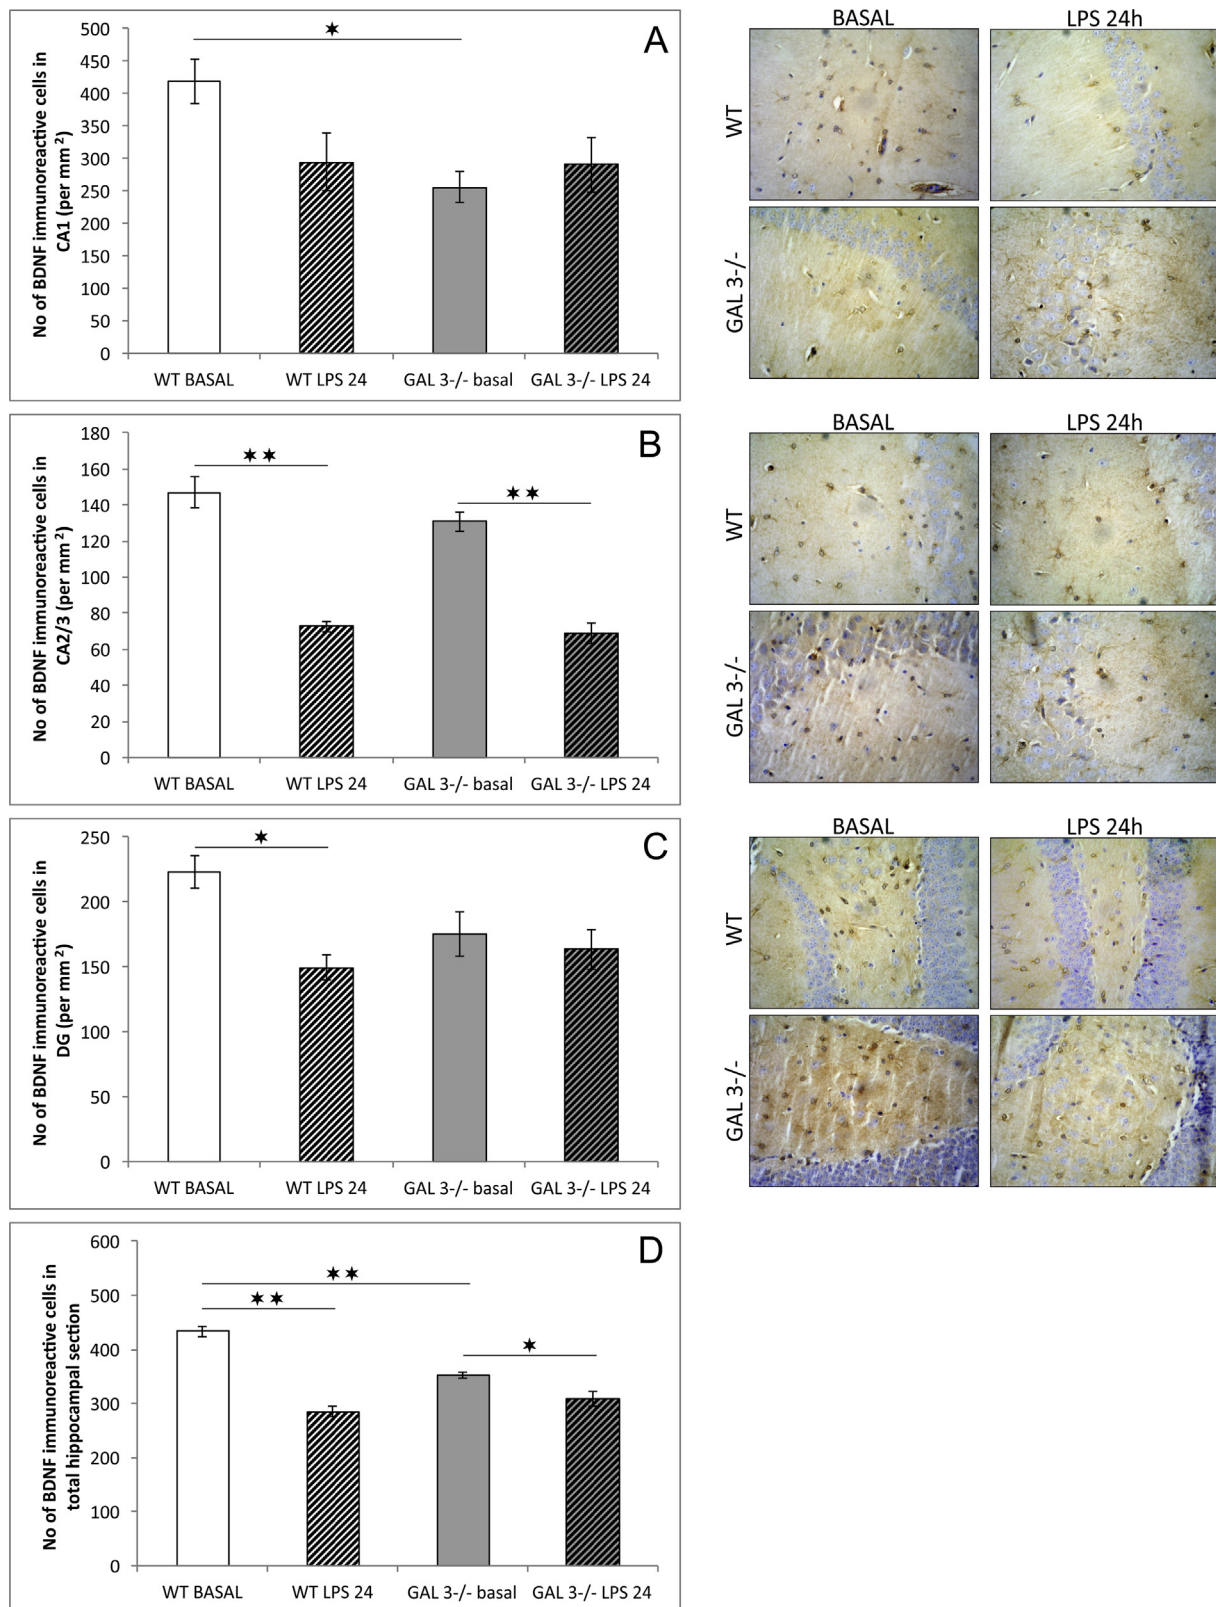 A
No of BDNF immunoreactive cells in
CA1 (per mm²)
500
450
400
350
300
250
200
150
100
50
0
★
WT BASAL WT LPS 24 GAL 3-/- basal GAL 3-/- LPS 24
BASAL LPS 24h
WT
GAL 3-/-
B
No of BDNF immunoreactive cells in
CA2/3 (per mm²)
180
160
140
120
100
80
60
40
20
0
★★ ★★
WT BASAL WT LPS 24 GAL 3-/- basal GAL 3-/- LPS 24
BASAL LPS 24h
WT
GAL 3-/-
C
No of BDNF immunoreactive cells in
DG (per mm²)
250
200
150
100
50
0
★
WT BASAL WT LPS 24 GAL 3-/- basal GAL 3-/- LPS 24
BASAL LPS 24h
WT
GAL 3-/-
D
No of BDNF immunoreactive cells in
total hippocampal section
600
500
400
300
200
100
0
★★
★★
★
WT BASAL WT LPS 24 GAL 3-/- basal GAL 3-/- LPS 24